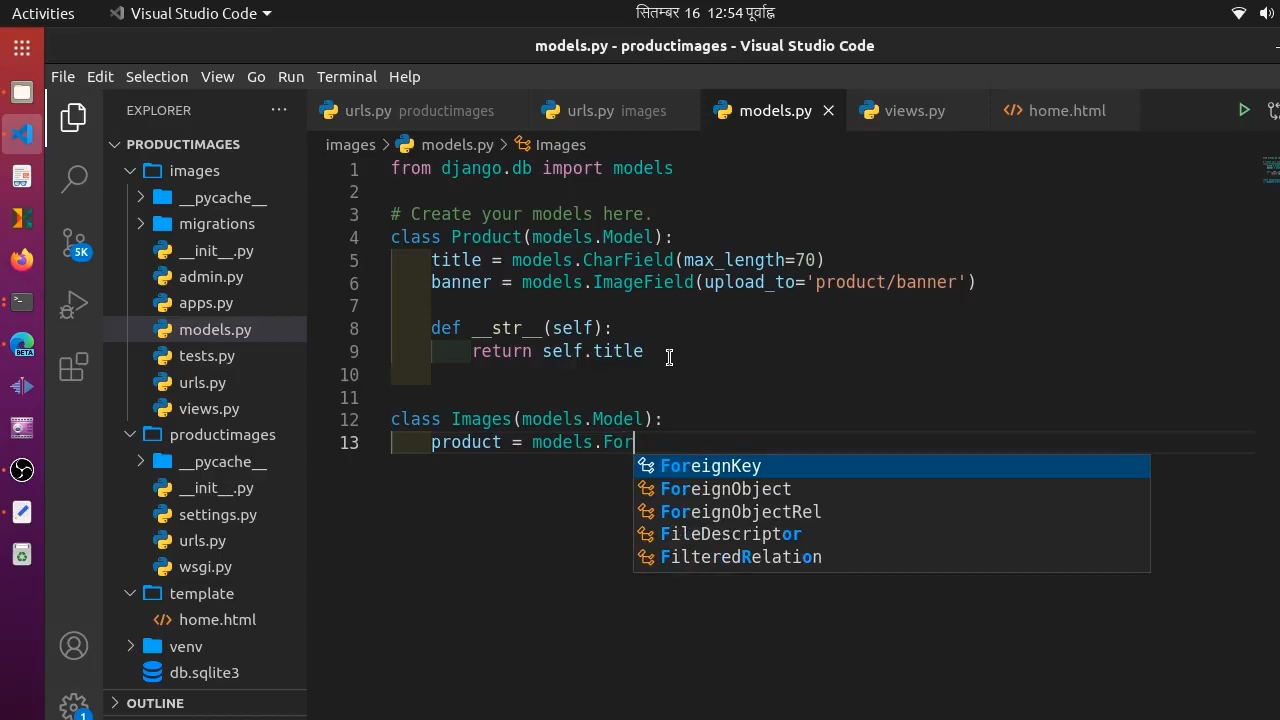 Activities Visual Studio Code सितम्बर 16 12:54 पूर्वाह्न
models.py - productimages - Visual Studio Code
File Edit Selection View Go Run Terminal Help
EXPLORER urls.py productimages urls.py images models.py views.py home.html
PRODUCTIMAGES
images > models.py > Images
images
__pycache__
migrations
__init__.py
admin.py
apps.py
models.py
tests.py
urls.py
views.py
productimages
__pycache__
__init__.py
settings.py
urls.py
wsgi.py
template
home.html
venv
db.sqlite3
OUTLINE
5K
1
1 from django.db import models
2
3 # Create your models here.
4 class Product(models.Model):
5 title = models.CharField(max_length=70)
6 banner = models.ImageField(upload_to='product/banner')
7
8 def __str__(self):
9 return self.title
10
11
12 class Images(models.Model):
13 product = models.For
ForeignKey
ForeignObject
ForeignObjectRel
FileDescriptor
FilteredRelation
BETA